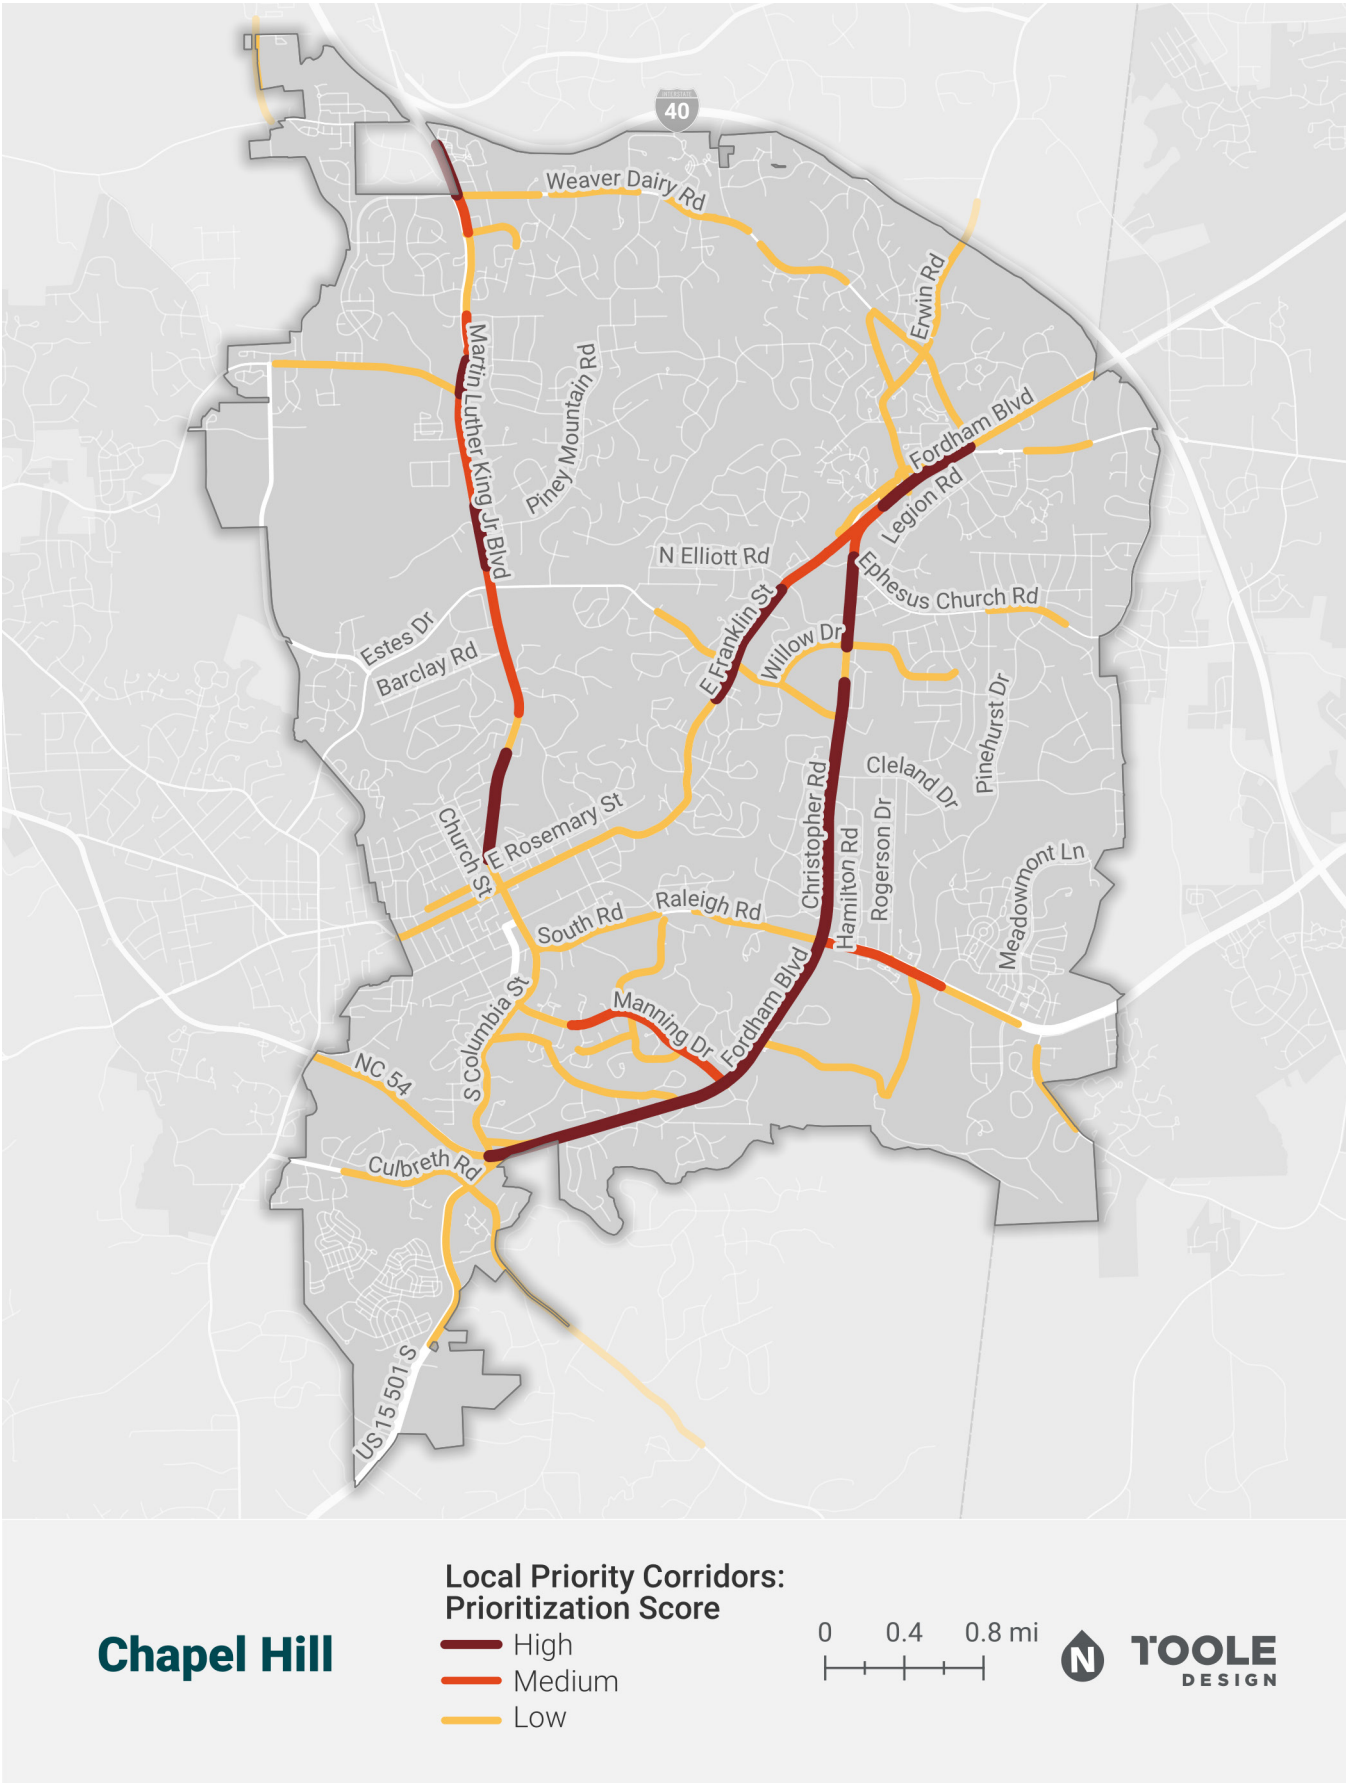 INTERSTATE
40
Weaver Dairy Rd
Erwin Rd
Martin Luther King Jr Blvd
Piney Mountain Rd
Fordham Blvd
Legion Rd
N Elliott Rd
Ephesus Church Rd
E Franklin St
Willow Dr
Estes Dr
Barclay Rd
Pinehurst Dr
Cleland Dr
Christopher Rd
Hamilton Rd
Rogerson Dr
Church St
E Rosemary St
Meadowmont Ln
Raleigh Rd
South Rd
S Columbia St
Manning Dr
Fordham Blvd
NC 54
Culbreth Rd
US 15 501 S
Chapel Hill
Local Priority Corridors:
Prioritization Score
High
Medium
Low
0 0.4 0.8 mi
N
TOOLE
DESIGN